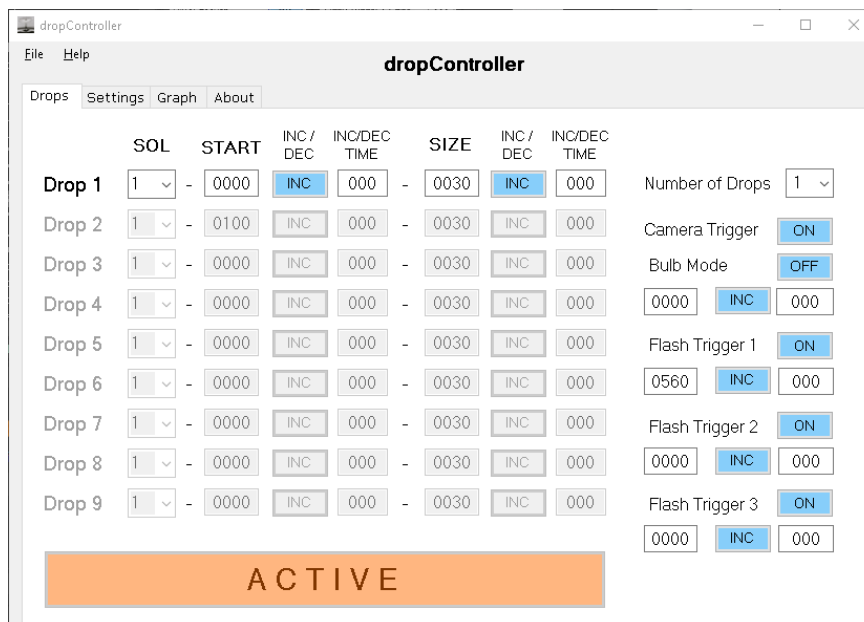 dropController
File Help
dropController
Drops Settings Graph About
SOL START INC / DEC INC/DEC TIME SIZE INC / DEC INC/DEC TIME
Drop 1 1 - 0000 INC 000 - 0030 INC 000
Drop 2 1 - 0100 INC 000 - 0030 INC 000
Drop 3 1 - 0000 INC 000 - 0030 INC 000
Drop 4 1 - 0000 INC 000 - 0030 INC 000
Drop 5 1 - 0000 INC 000 - 0030 INC 000
Drop 6 1 - 0000 INC 000 - 0030 INC 000
Drop 7 1 - 0000 INC 000 - 0030 INC 000
Drop 8 1 - 0000 INC 000 - 0030 INC 000
Drop 9 1 - 0000 INC 000 - 0030 INC 000
Number of Drops 1
Camera Trigger ON
Bulb Mode OFF
0000 INC 000
Flash Trigger 1 ON
0560 INC 000
Flash Trigger 2 ON
0000 INC 000
Flash Trigger 3 ON
0000 INC 000
ACTIVE